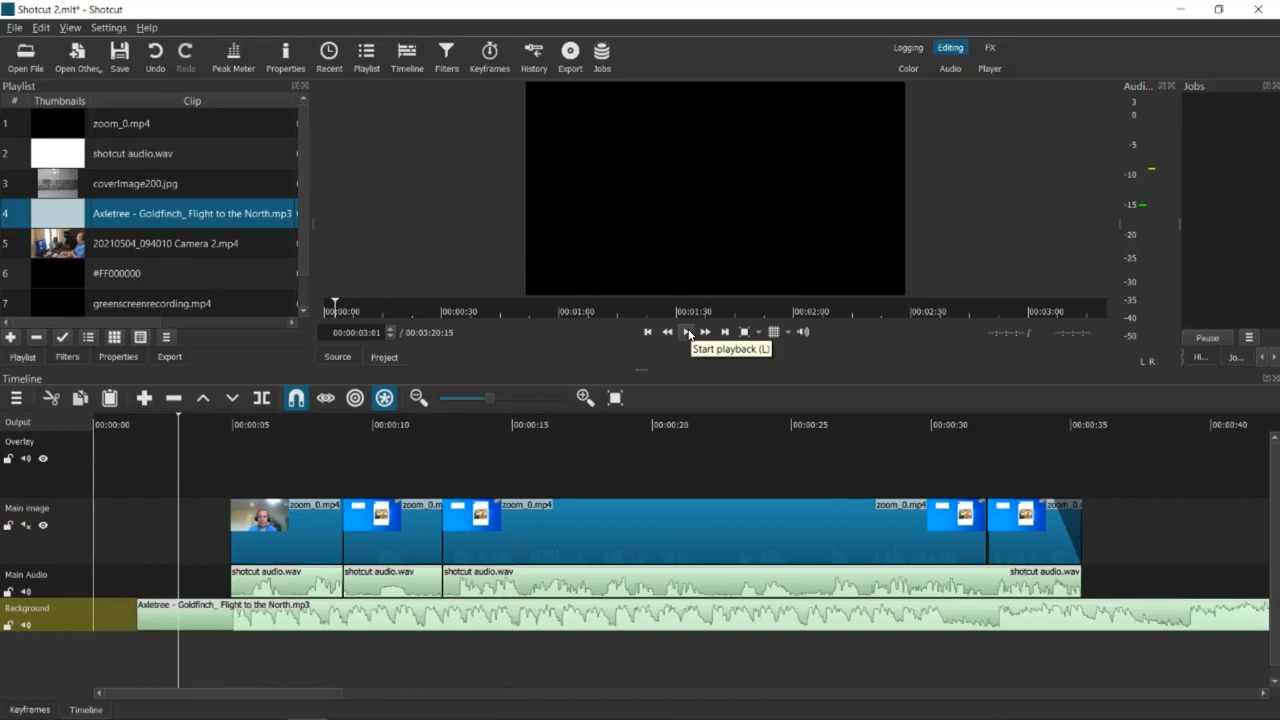 Shotcut 2.mlt* - Shotcut
File Edit View Settings Help
Open File Open Other.. Save Undo Redo Peak Meter Properties Recent Playlist Timeline Filters Keyframes History Export Jobs
Logging Editing FX
Color Audio Player
Playlist
# Thumbnails Clip
1 zoom_0.mp4
2 shotcut audio.wav
3 coverImage200.jpg
4 Axletree - Goldfinch_ Flight to the North.mp3
5 20210504_094010 Camera 2.mp4
6 #FF000000
7 greenscreenrecording.mp4
Playlist Filters Properties Export
00:00:00 00:00:30 00:01:00 00:01:30 00:02:00 00:02:30 00:03:00
00:00:03:01 / 00:03:20:15
--:--:--:-- / --:--:--:--
Start playback (L)
Source Project
Audi...
3
0
-5
-10
-15
-20
-25
-30
-35
-40
-50
L R
Jobs
Pause
Hi... Jo...
Timeline
Output 00:00:00 00:00:05 00:00:10 00:00:15 00:00:20 00:00:25 00:00:30 00:00:35 00:00:40
Overlay
Main image zoom_0.mp4 zoom_0.m zoom_0.mp4 zoom_0.mp4 zoom_0.
Main Audio shotcut audio.wav shotcut audio.wav shotcut audio.wav shotcut audio.wav
Background Axletree - Goldfinch_ Flight to the North.mp3
Keyframes Timeline